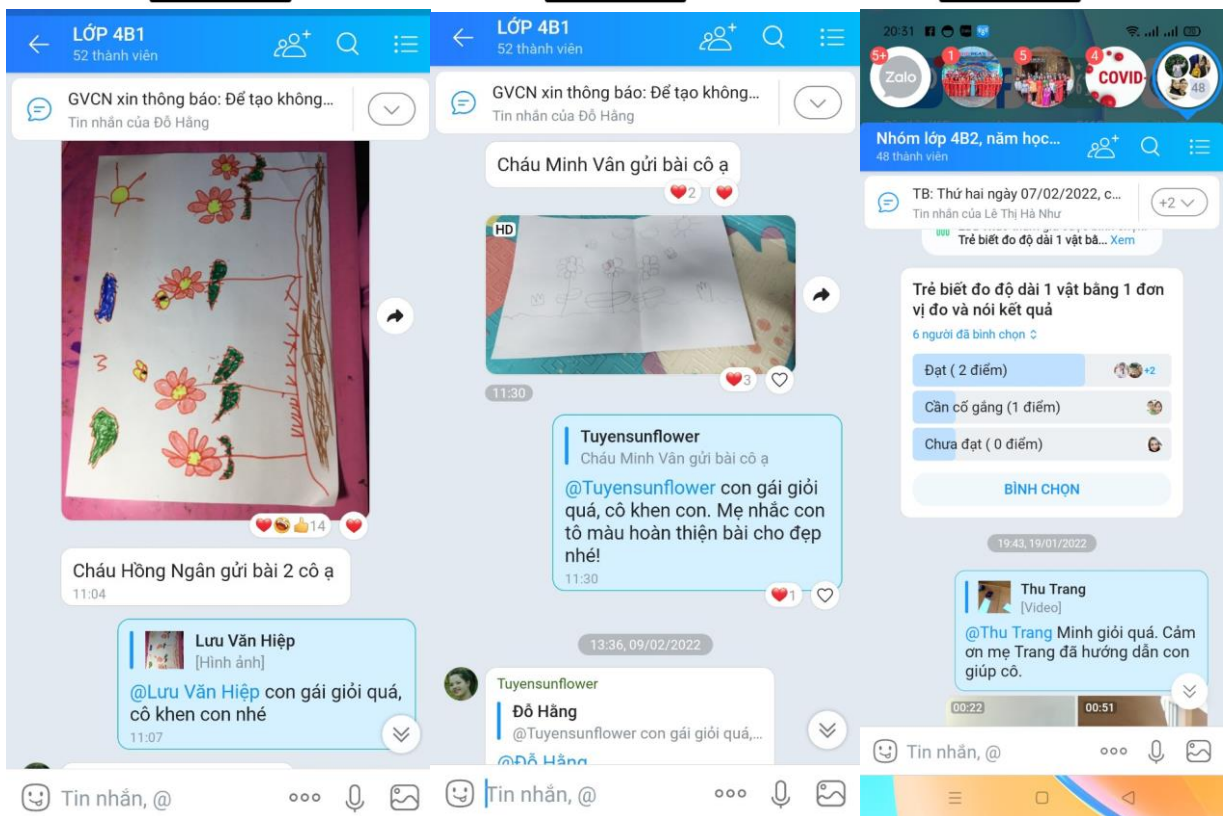 LỚP 4B1
52 thành viên
GVCN xin thông báo: Để tạo không...
Tin nhắn của Đỗ Hằng
14
Cháu Hồng Ngân gửi bài 2 cô ạ
11:04
Lưu Văn Hiệp
[Hình ảnh]
@Lưu Văn Hiệp con gái giỏi quá,
cô khen con nhé
11:07
Tin nhắn, @
LỚP 4B1
52 thành viên
GVCN xin thông báo: Để tạo không...
Tin nhắn của Đỗ Hằng
Cháu Minh Vân gửi bài cô ạ
2
HD
3
11:30
Tuyensunflower
Cháu Minh Vân gửi bài cô ạ
@Tuyensunflower con gái giỏi
quá, cô khen con. Mẹ nhắc con
tô màu hoàn thiện bài cho đẹp
nhé!
11:30
1
13:36, 09/02/2022
Tuyensunflower
Đỗ Hằng
@Tuyensunflower con gái giỏi quá,...
@Đỗ Hằng
Tin nhắn, @
20:31
5+
Zalo
1
5
4
COVID-
48
Nhóm lớp 4B2, năm học...
48 thành viên
TB: Thứ hai ngày 07/02/2022, c...
Tin nhắn của Lê Thị Hà Như
+2
Trẻ biết đo độ dài 1 vật bằ... Xem
Trẻ biết đo độ dài 1 vật bằng 1 đơn
vị đo và nói kết quả
6 người đã bình chọn
Đạt ( 2 điểm)
+2
Cần cố gắng (1 điểm)
Chưa đạt ( 0 điểm)
BÌNH CHỌN
19:43, 19/01/2022
Thu Trang
[Video]
@Thu Trang Minh giỏi quá. Cảm
ơn mẹ Trang đã hướng dẫn con
giúp cô.
00:22
00:51
Tin nhắn, @